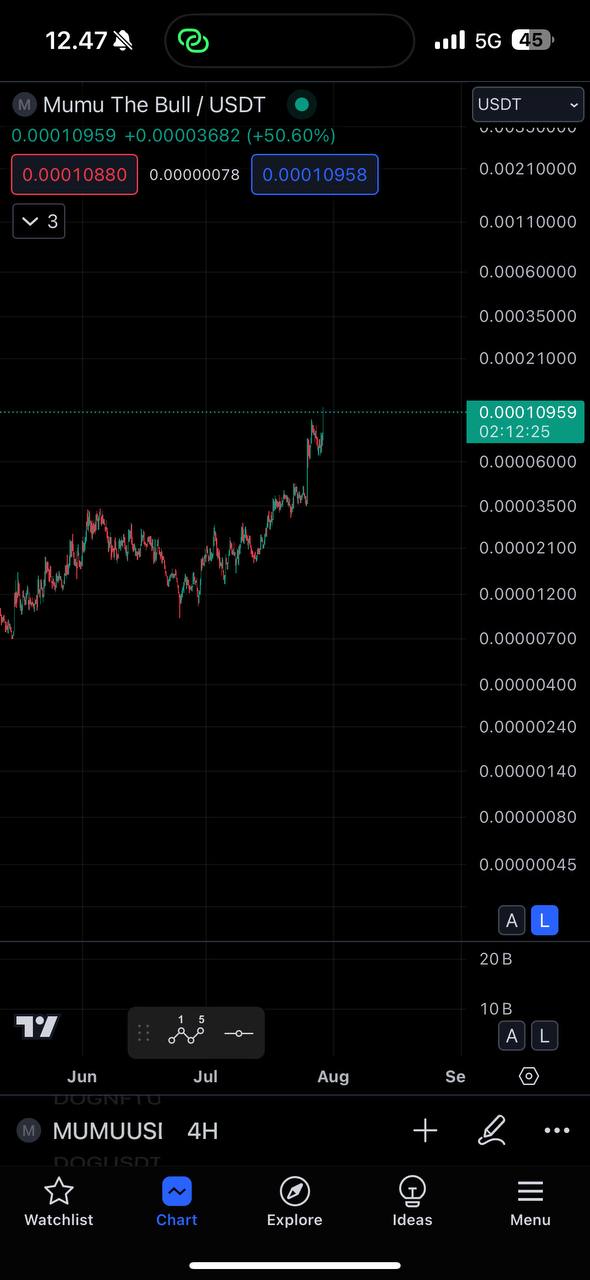 12.47
5G 45
M Mumu The Bull / USDT
USDT
0.00010959 +0.00003682 (+50.60%)
0.00010880 0.00000078 0.00010958
3
0.00210000
0.00110000
0.00060000
0.00035000
0.00021000
0.00010959
02:12:25
0.00006000
0.00003500
0.00002100
0.00001200
0.00000700
0.00000400
0.00000240
0.00000140
0.00000080
0.00000045
A L
20 B
10 B
1 5
A L
Jun Jul Aug Se
M MUMUUSI 4H
DOGUSDT
Watchlist Chart Explore Ideas Menu